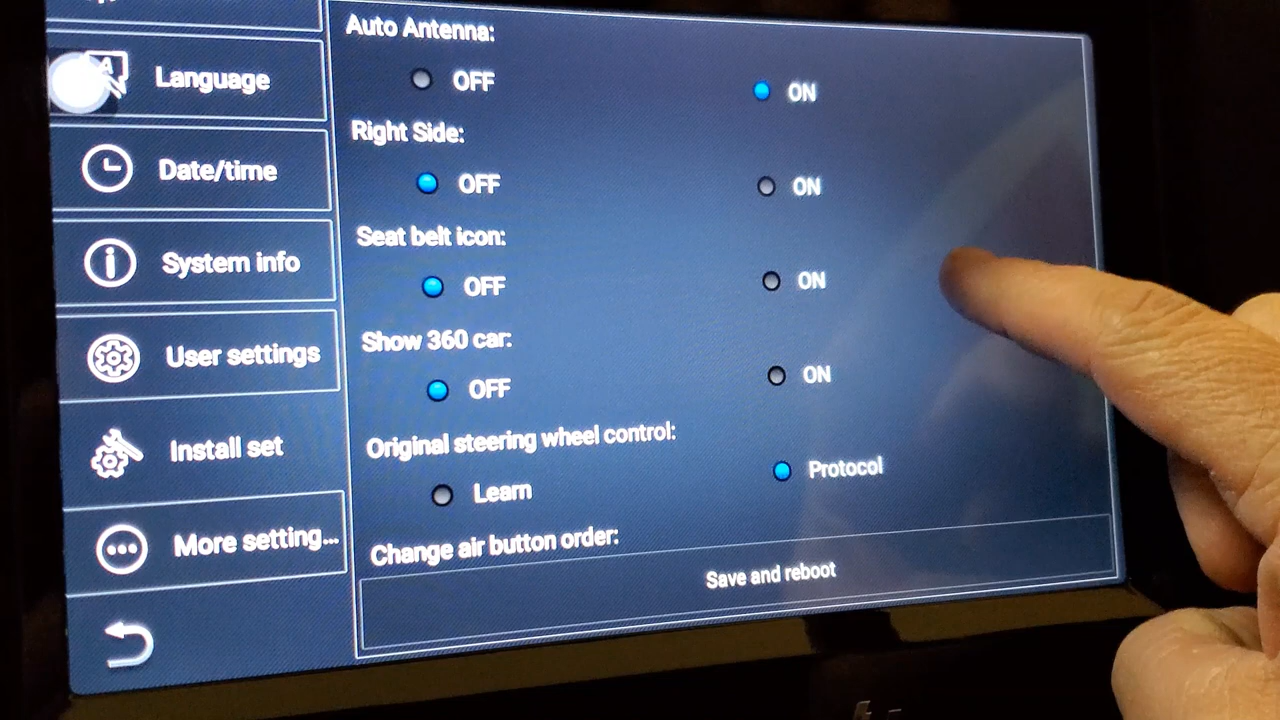 Auto Antenna:
OFF
ON
Language
Right Side:
Date/time
OFF
ON
Seat belt icon:
System info
OFF
ON
Show 360 car:
User settings
OFF
ON
Original steering wheel control:
Install set
Learn
Protocol
Change air button order:
More setting...
Save and reboot